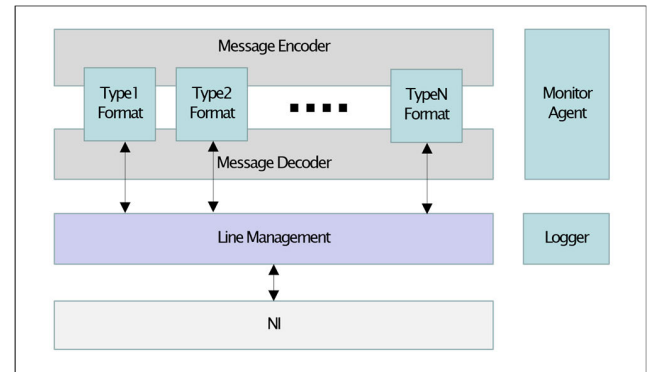 Message Encoder
Type1
Format
Type2
Format
TypeN
Format
Monitor
Agent
Message Decoder
Line Management
Logger
NI